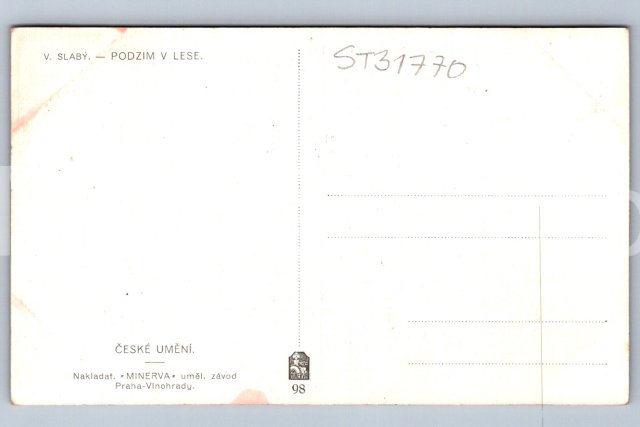 V. SLABÝ. — PODZIM V LESE.
ST31770
ČESKÉ UMĚNÍ.
Nakladat. *MINERVA* uměl. závod
Praha-Vinohrady.
98